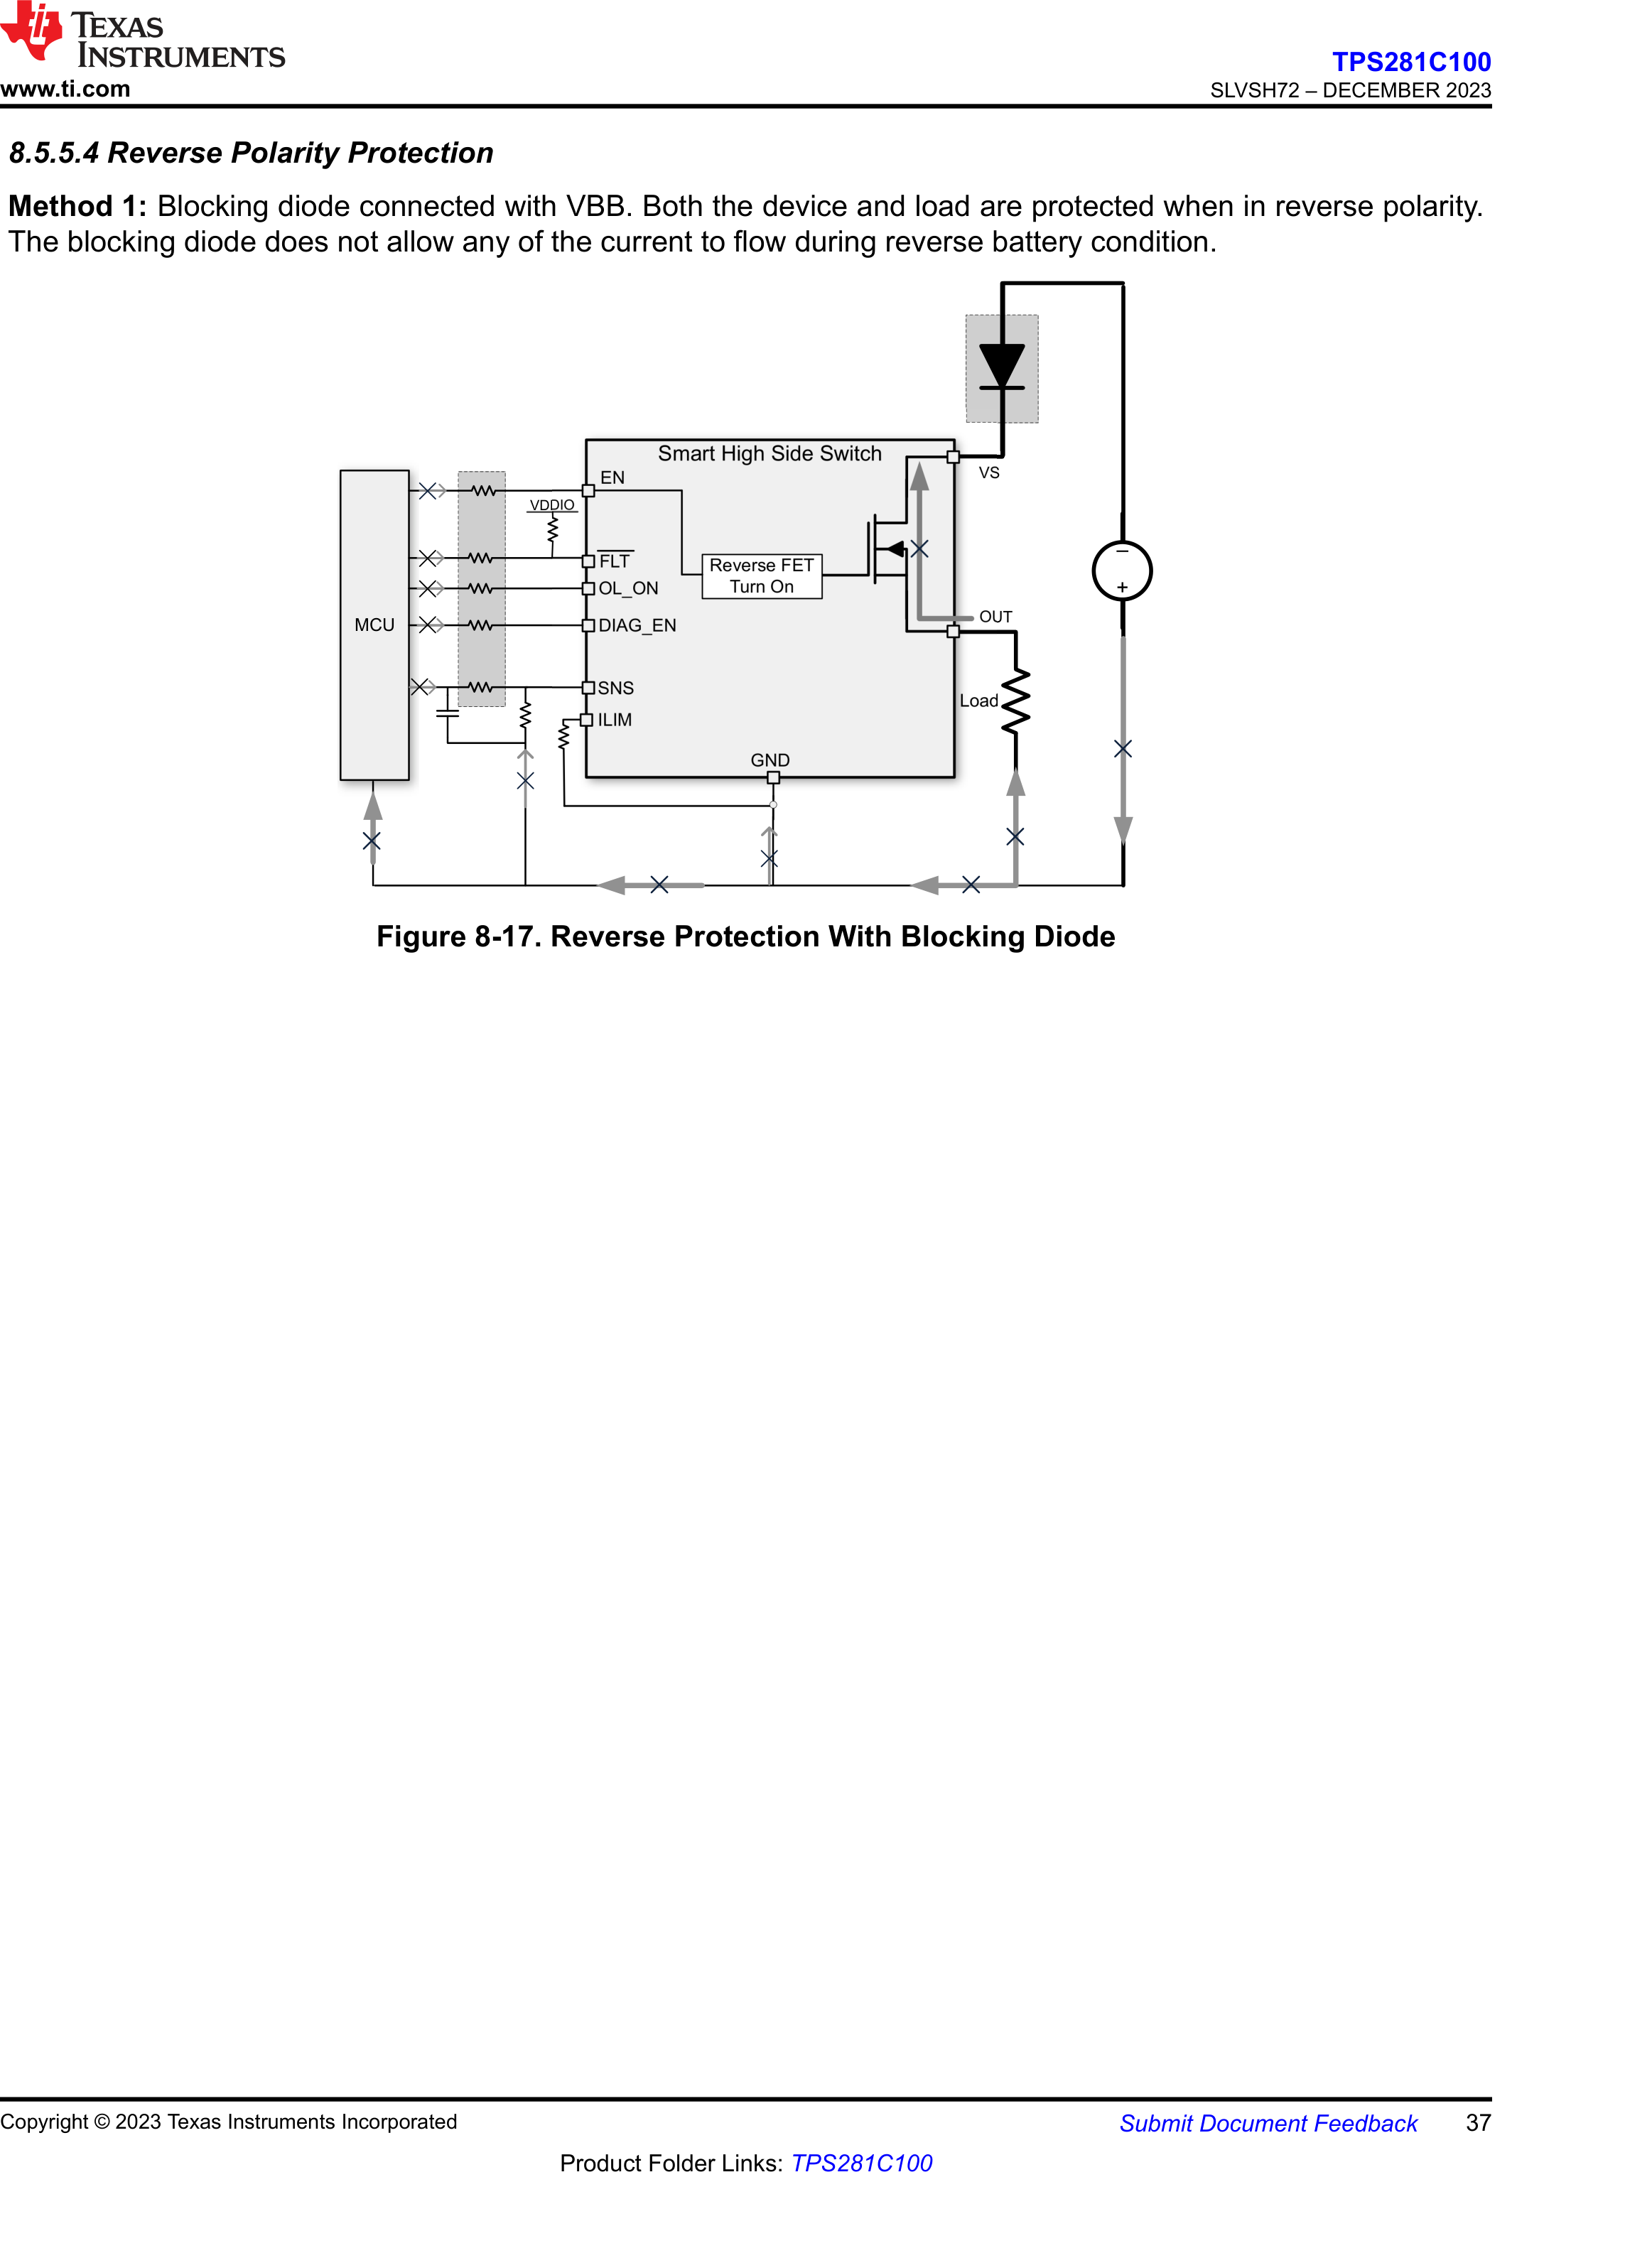 TEXAS
INSTRUMENTS
www.ti.com
TPS281C100
SLVSH72 – DECEMBER 2023
8.5.5.4 Reverse Polarity Protection
Method 1: Blocking diode connected with VBB. Both the device and load are protected when in reverse polarity.
The blocking diode does not allow any of the current to flow during reverse battery condition.
Smart High Side Switch
VS
EN
VDDIO
FLT
Reverse FET
Turn On
OL_ON
–
+
OUT
MCU
DIAG_EN
SNS
Load
ILIM
GND
Figure 8-17. Reverse Protection With Blocking Diode
Copyright © 2023 Texas Instruments Incorporated
Submit Document Feedback 37
Product Folder Links: TPS281C100